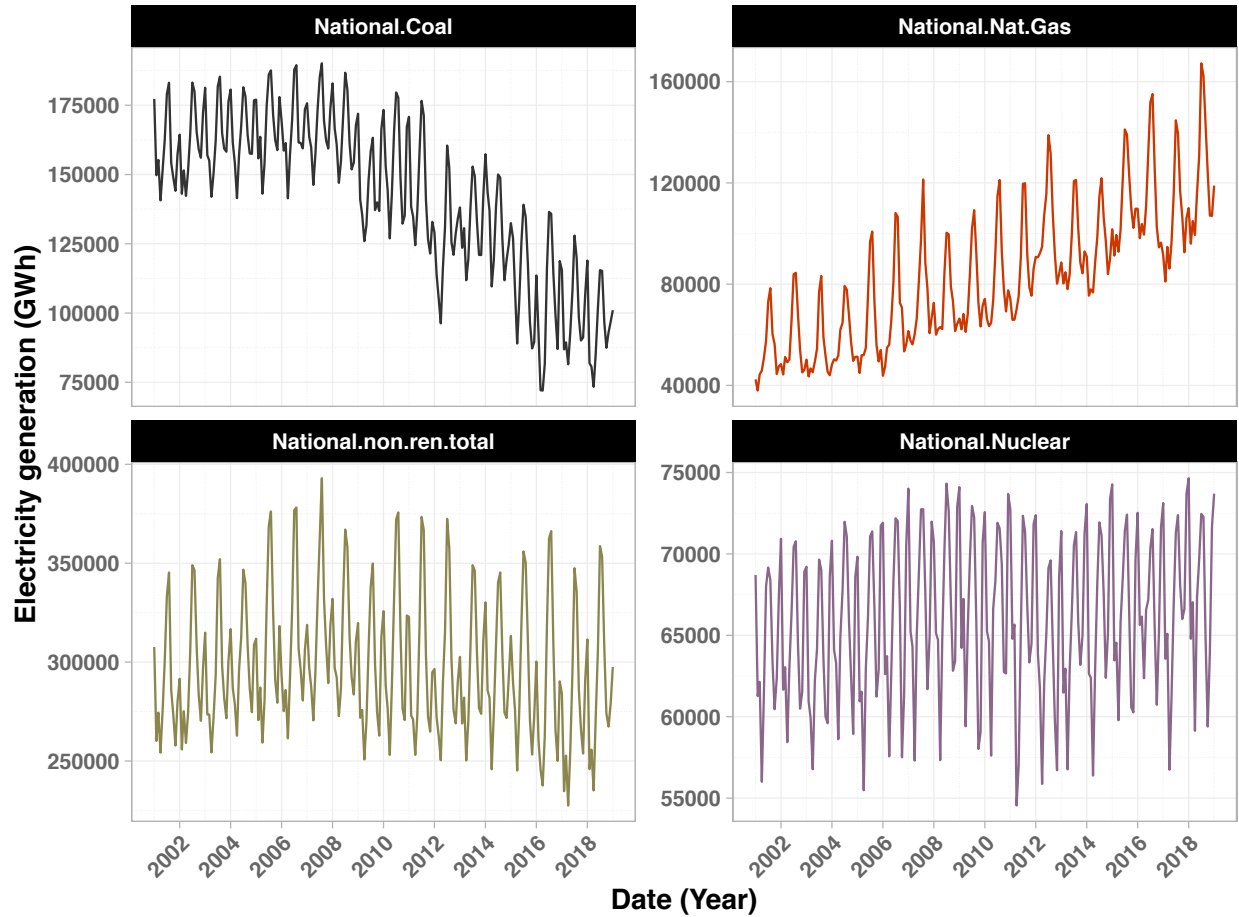 National.Coal
National.Nat.Gas
175000
150000
125000
100000
75000
160000
120000
80000
40000
National.non.ren.total
National.Nuclear
400000
350000
300000
250000
75000
70000
65000
60000
55000
2002 2004 2006 2008 2010 2012 2014 2016 2018
2002 2004 2006 2008 2010 2012 2014 2016 2018
Electricity generation (GWh)
Date (Year)